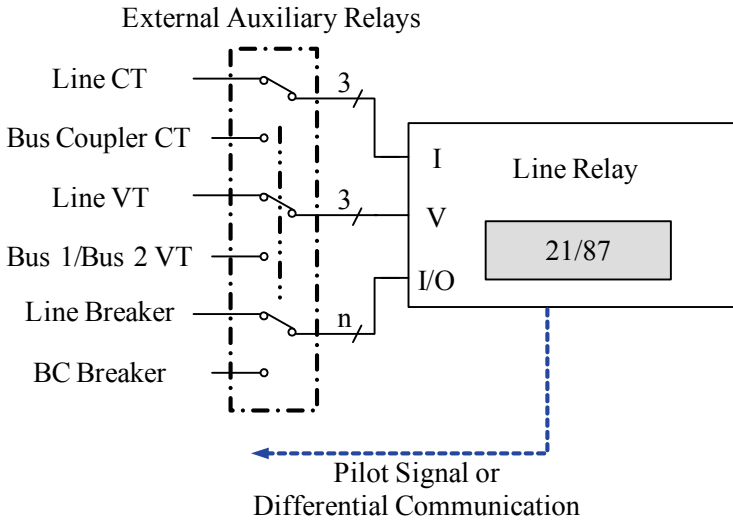 External Auxiliary Relays
Line CT
3
Bus Coupler CT
I
Line Relay
Line VT
3
V
Bus 1/Bus 2 VT
21/87
I/O
Line Breaker
n
BC Breaker
Pilot Signal or
Differential Communication